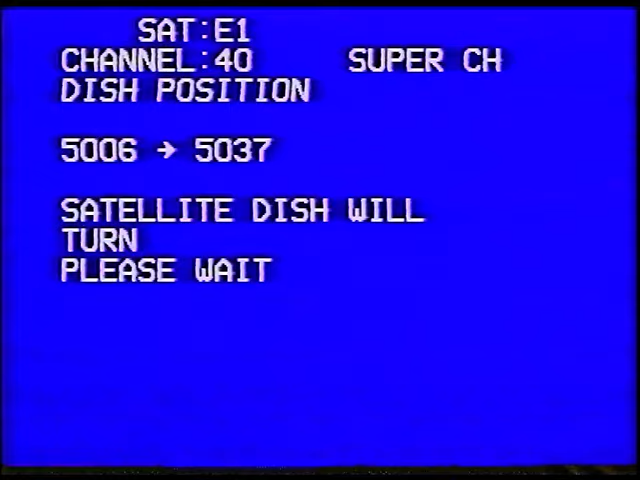 SAT:E1
CHANNEL:40 SUPER CH
DISH POSITION
5006 → 5037
SATELLITE DISH WILL
TURN
PLEASE WAIT